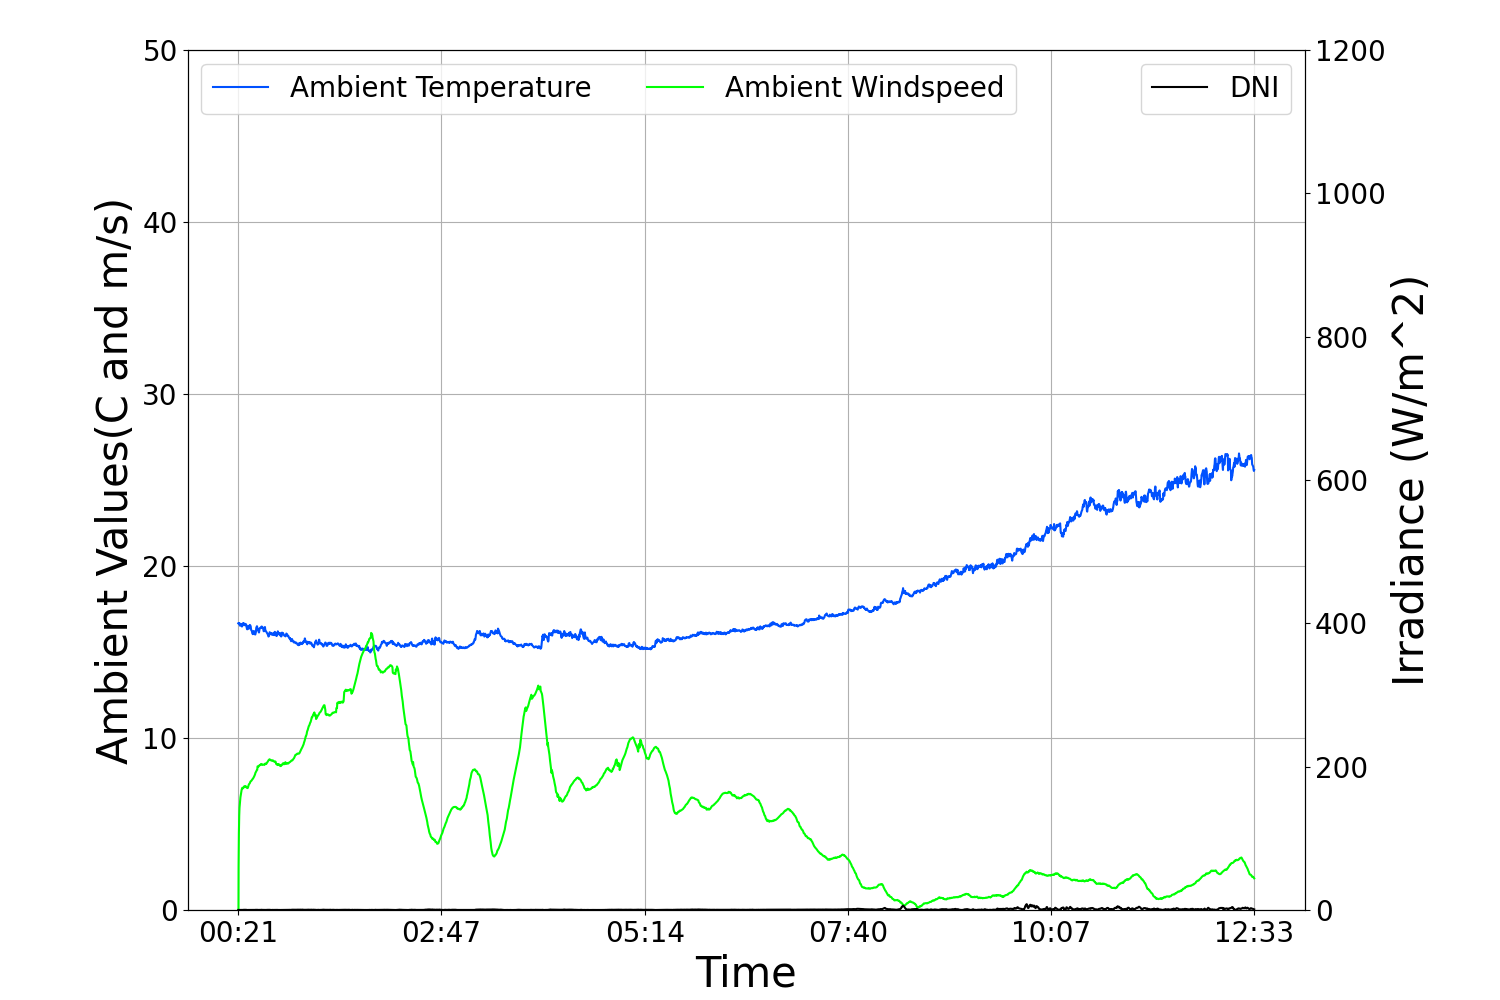 Ambient Temperature
Ambient Windspeed
DNI
Ambient Values(C and m/s)
50
40
30
20
10
0
1200
1000
800
600
400
200
0
Irradiance (W/m^2)
00:21 02:47 05:14 07:40 10:07 12:33
Time